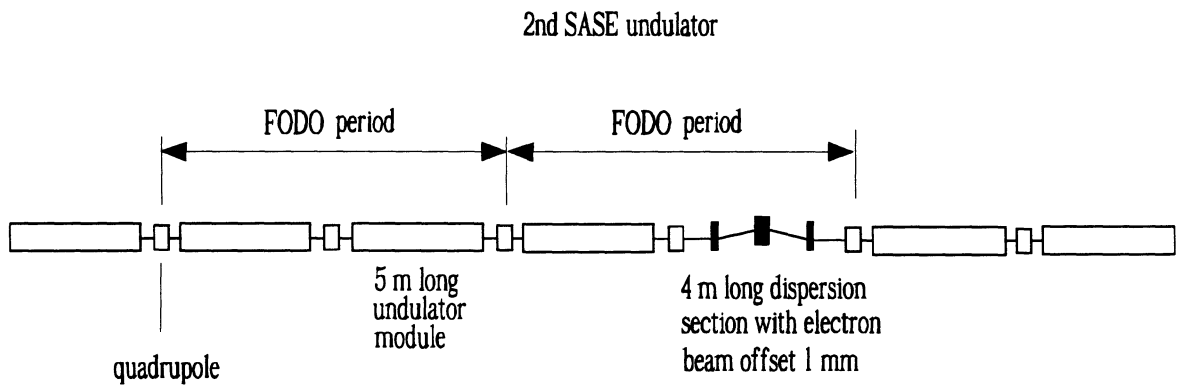 2nd SASE undulator
FODO period
FODO period
5 m long
undulator
module
4 m long dispersion
section with electron
beam offset 1 mm
quadrupole